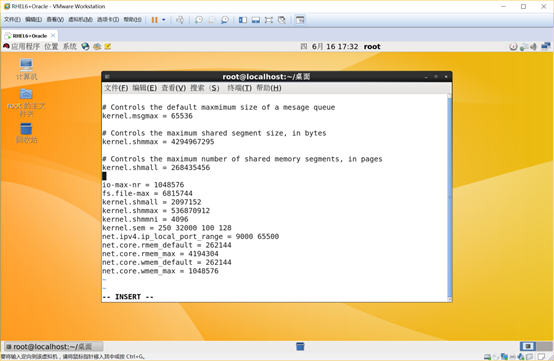 RHEL6+Oracle - VMware Workstation
文件(F) 编辑(E) 查看(V) 虚拟机(M) 选项卡(T) 帮助(H)
RHEL6+Oracle
应用程序 位置 系统 四 6月 16 17:32 root
计算机
root 的主文件夹
回收站
root@localhost:~/桌面
文件(F) 编辑(E) 查看(V) 搜索 (S) 终端(T) 帮助(H)
# Controls the default maxmimum size of a mesage queue
kernel.msgmax = 65536
# Controls the maximum shared segment size, in bytes
kernel.shmmax = 4294967295
# Controls the maximum number of shared memory segments, in pages
kernel.shmall = 268435456
io-max-nr = 1048576
fs.file-max = 6815744
kernel.shmall = 2097152
kernel.shmmax = 536870912
kernel.shmmni = 4096
kernel.sem = 250 32000 100 128
net.ipv4.ip_local_port_range = 9000 65500
net.core.rmem_default = 262144
net.core.rmem_max = 4194304
net.core.wmem_default = 262144
net.core.wmem_max = 1048576
~
~
-- INSERT --
root@localhost:~/桌面
要将输入定向到该虚拟机，请将鼠标指针移入其中或按 Ctrl+G。